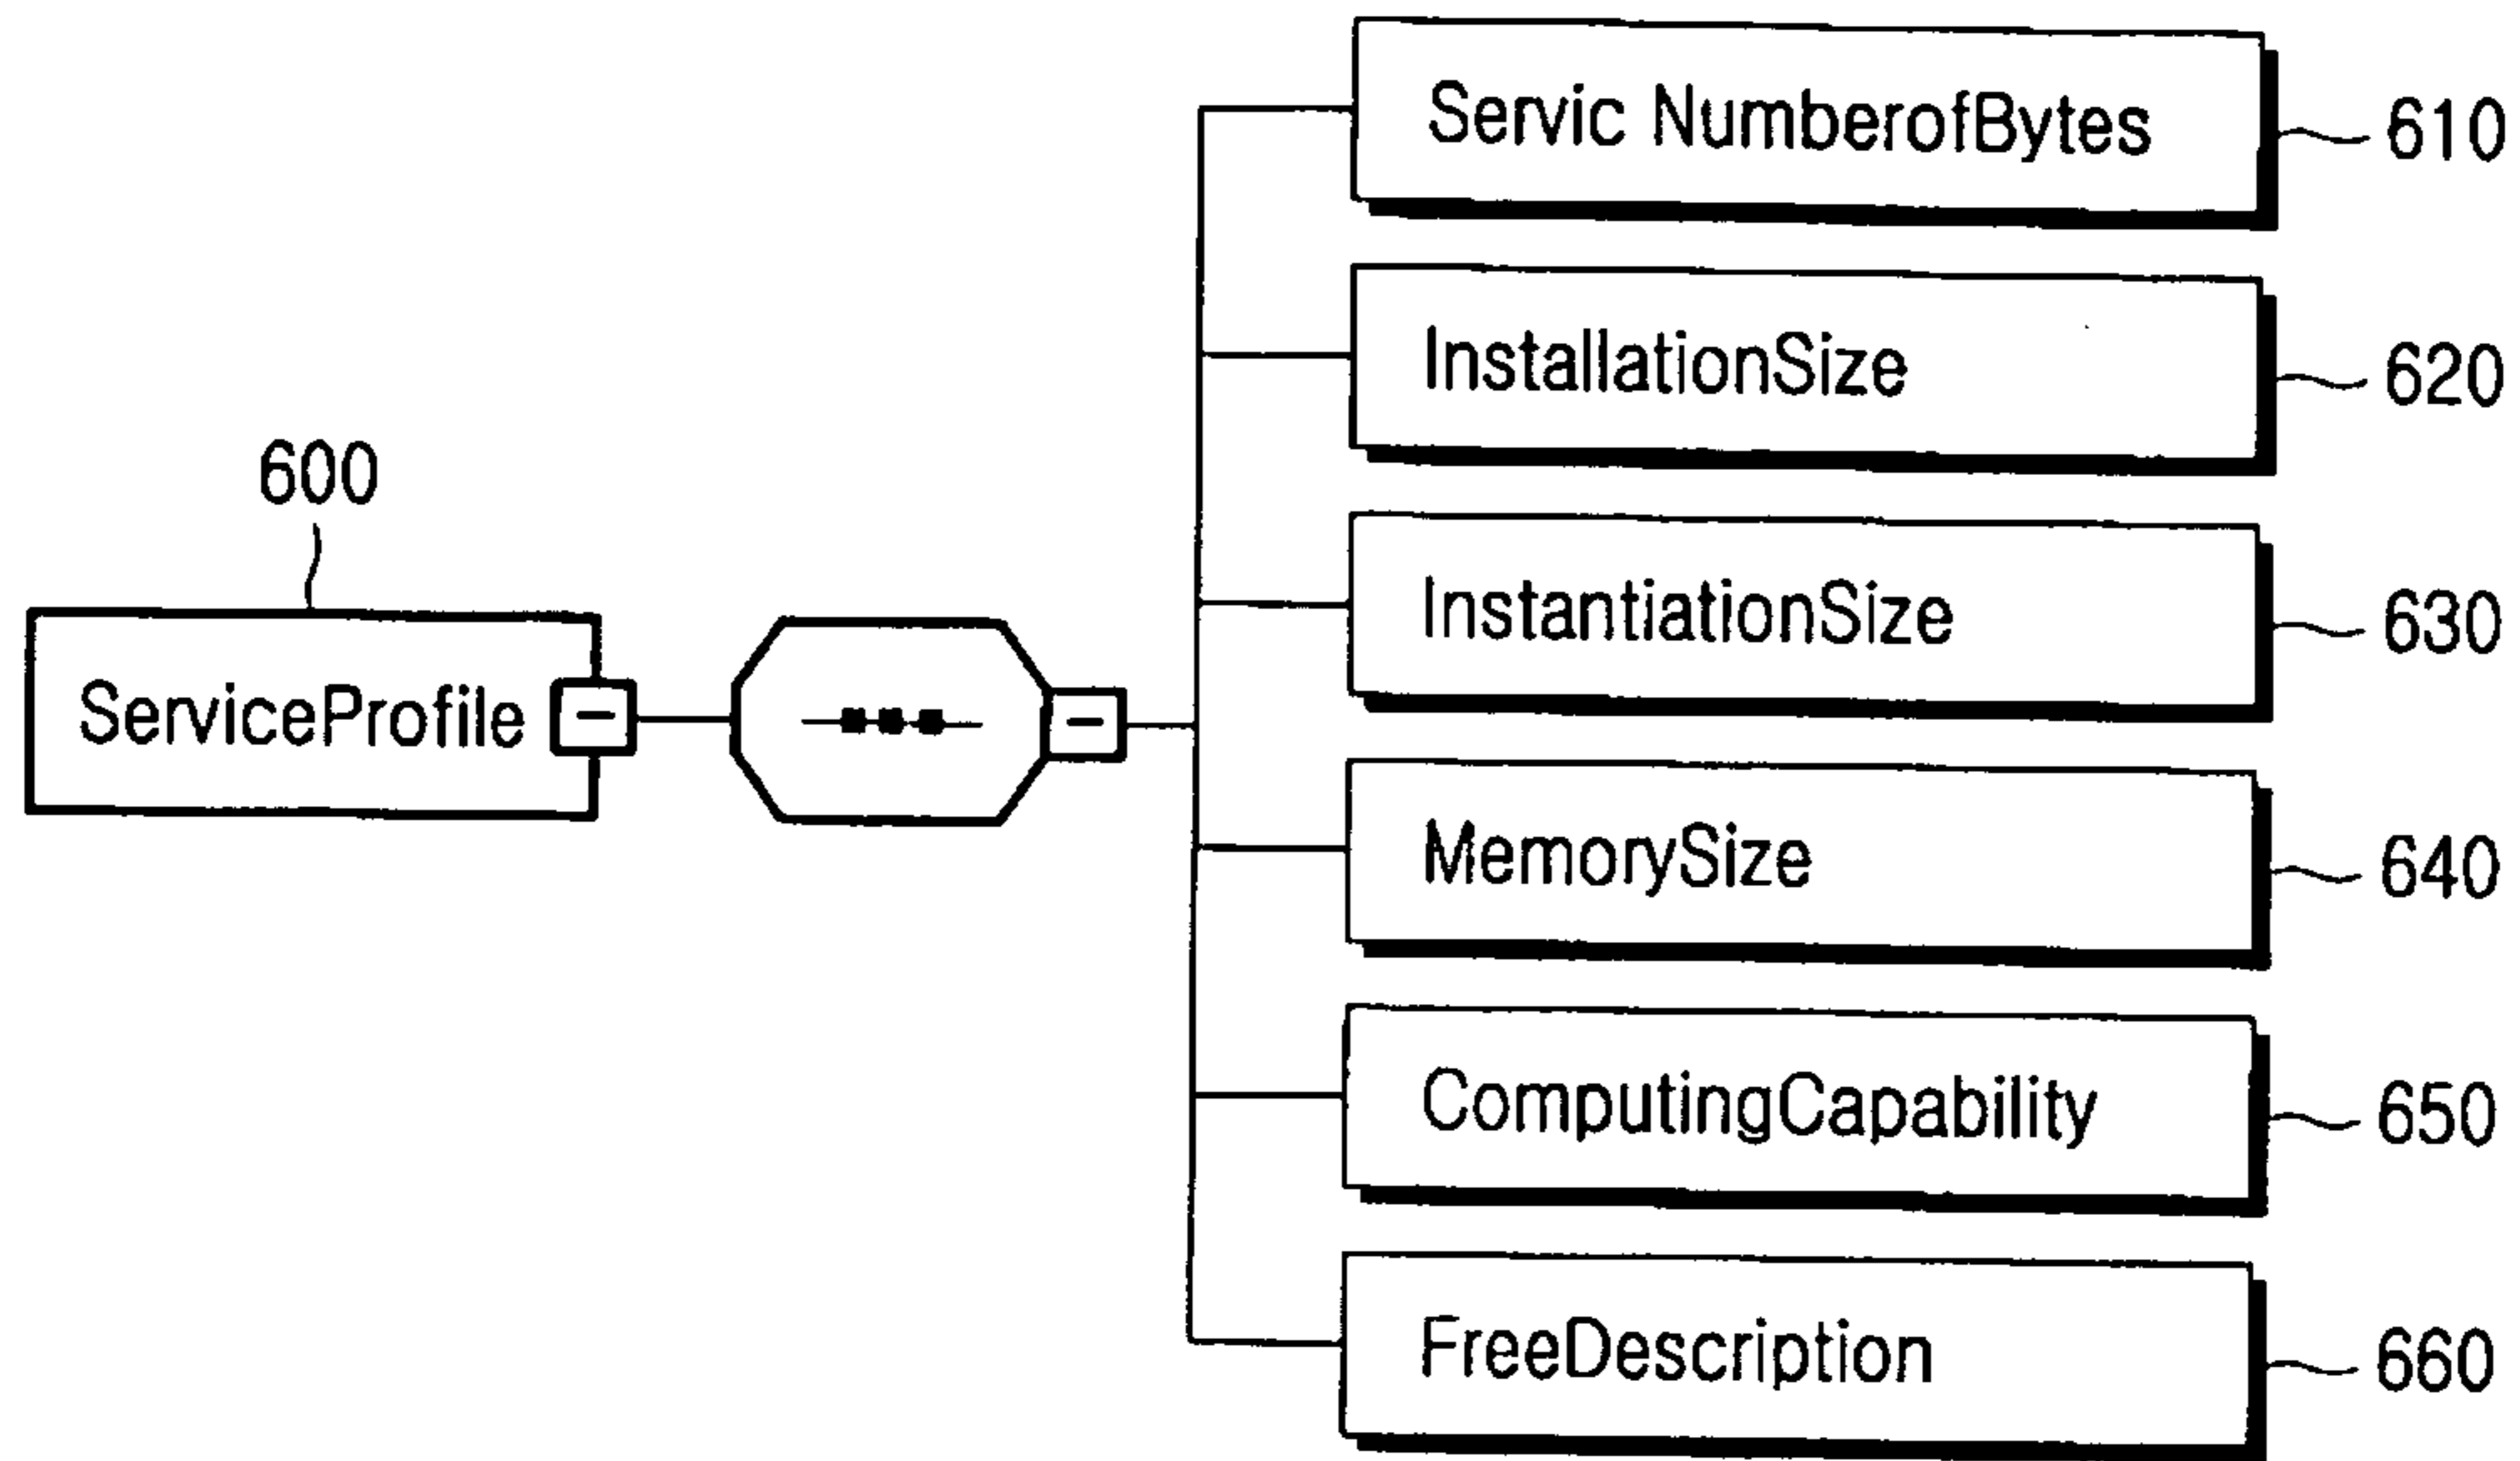 Servic NumberofBytes 610
InstallationSize 620
600
InstantiationSize 630
ServiceProfile
MemorySize 640
ComputingCapability 650
FreeDescription 660